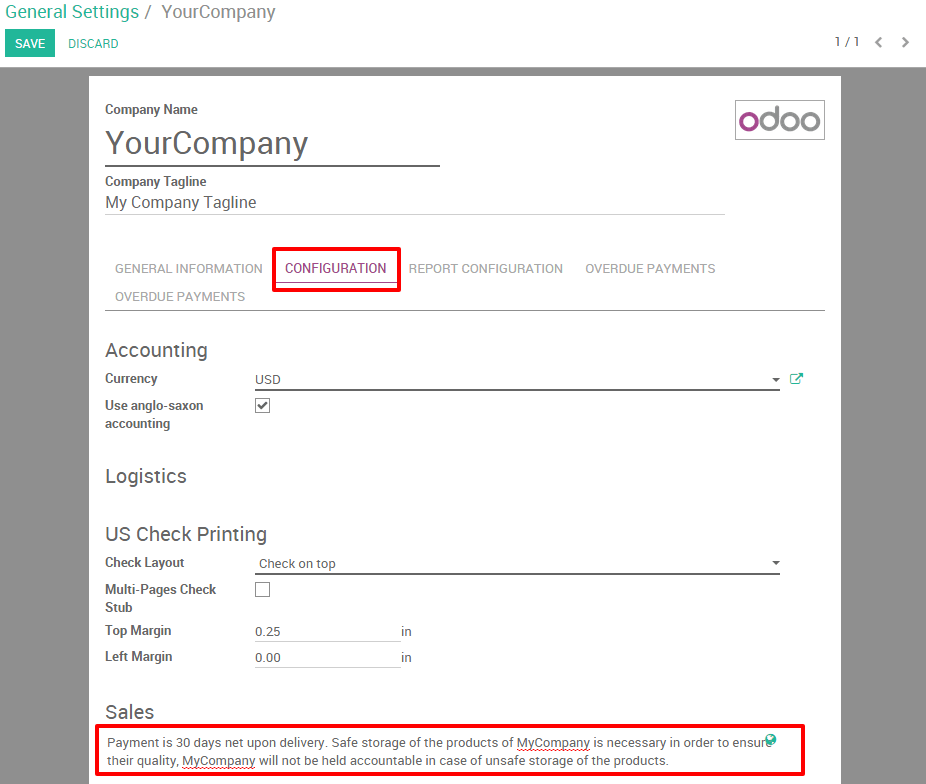 General Settings / YourCompany
SAVE DISCARD 1 / 1
Company Name
odoo
YourCompany
Company Tagline
My Company Tagline
GENERAL INFORMATION CONFIGURATION REPORT CONFIGURATION OVERDUE PAYMENTS
OVERDUE PAYMENTS
Accounting
Currency USD
Use anglo-saxon
accounting
Logistics
US Check Printing
Check Layout Check on top
Multi-Pages Check
Stub
Top Margin 0.25 in
Left Margin 0.00 in
Sales
Payment is 30 days net upon delivery. Safe storage of the products of MyCompany is necessary in order to ensure
their quality, MyCompany will not be held accountable in case of unsafe storage of the products.